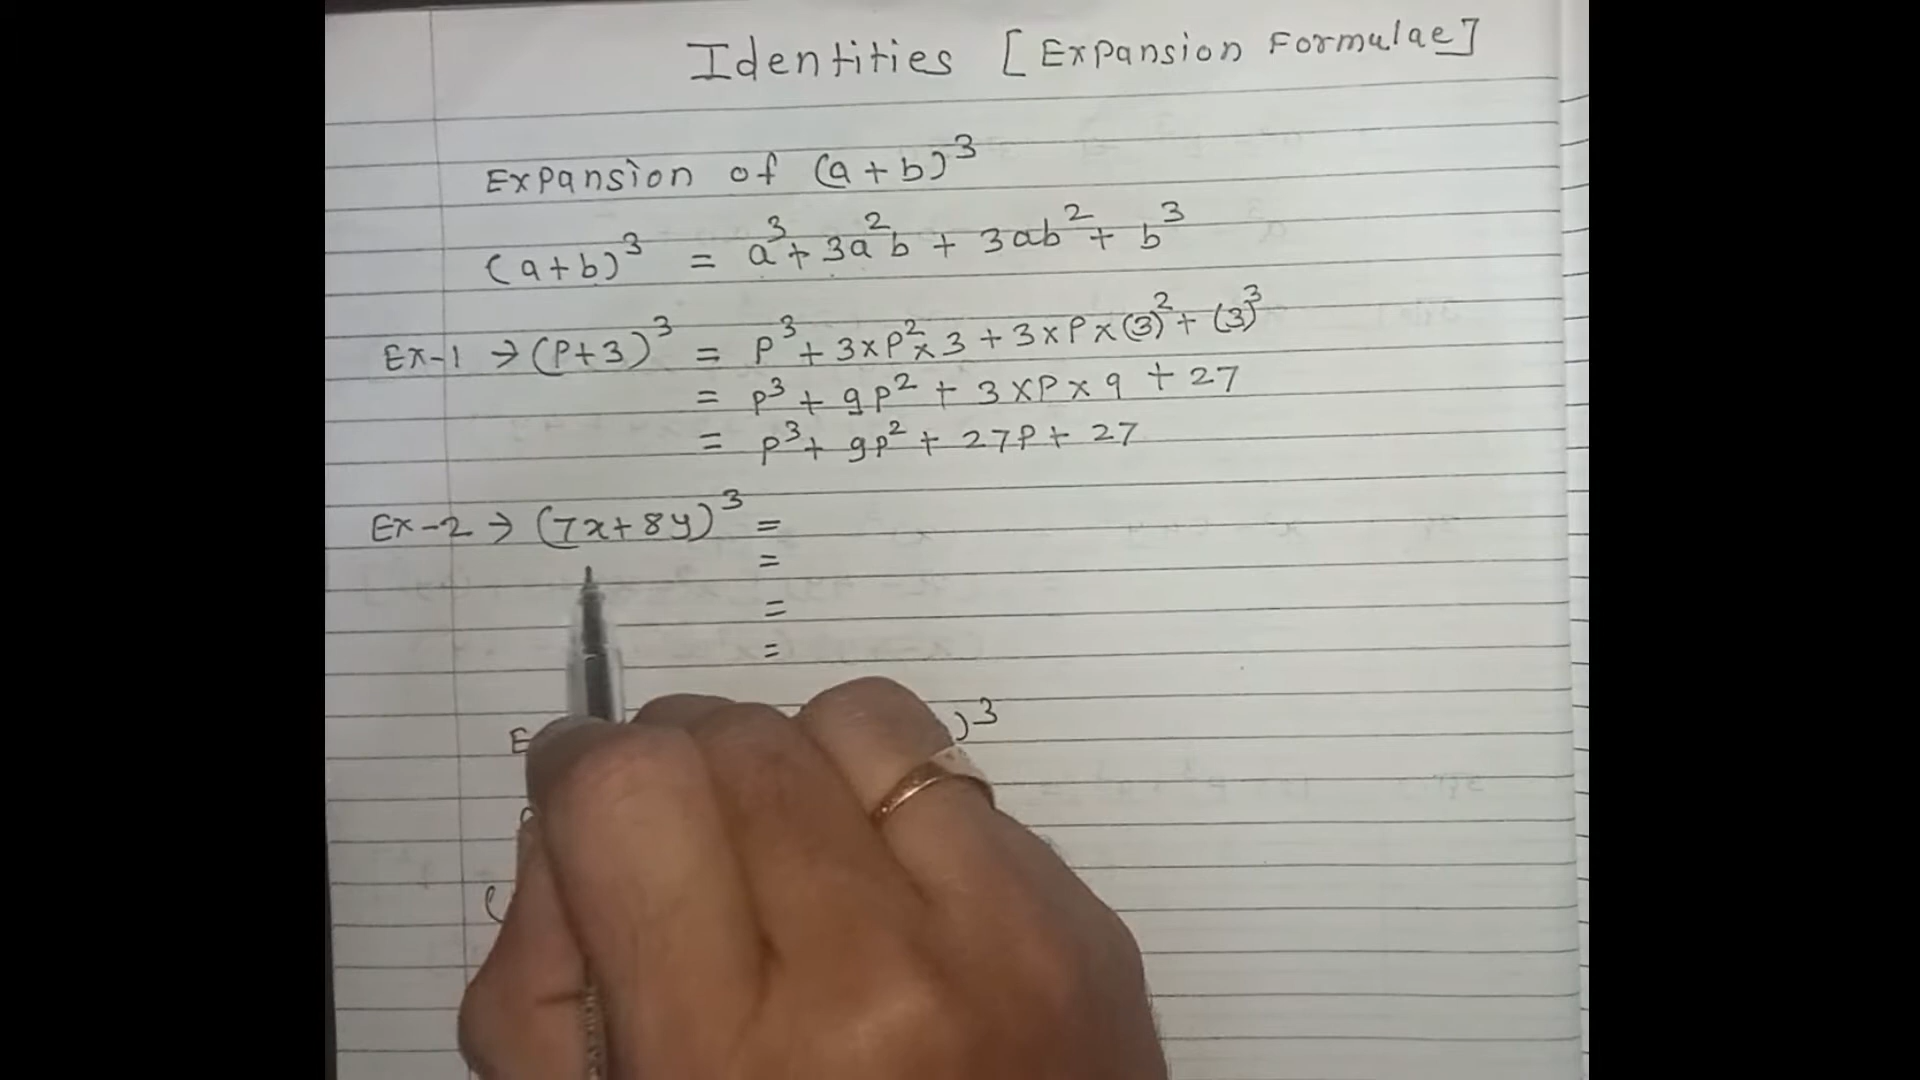 Identities [Expansion Formulae]
Expansion of (a+b)³
(a+b)³ = a³+3a²b + 3ab²+ b³
Ex-1 → (P+3)³ = P³+3×P²×3+3×P×(3)²+(3)³
= P³+ 9P² + 3×P×9 + 27
= P³+ 9P² + 27P+ 27
Ex-2 → (7x+8y)³ =
=
=
=
E )³
(